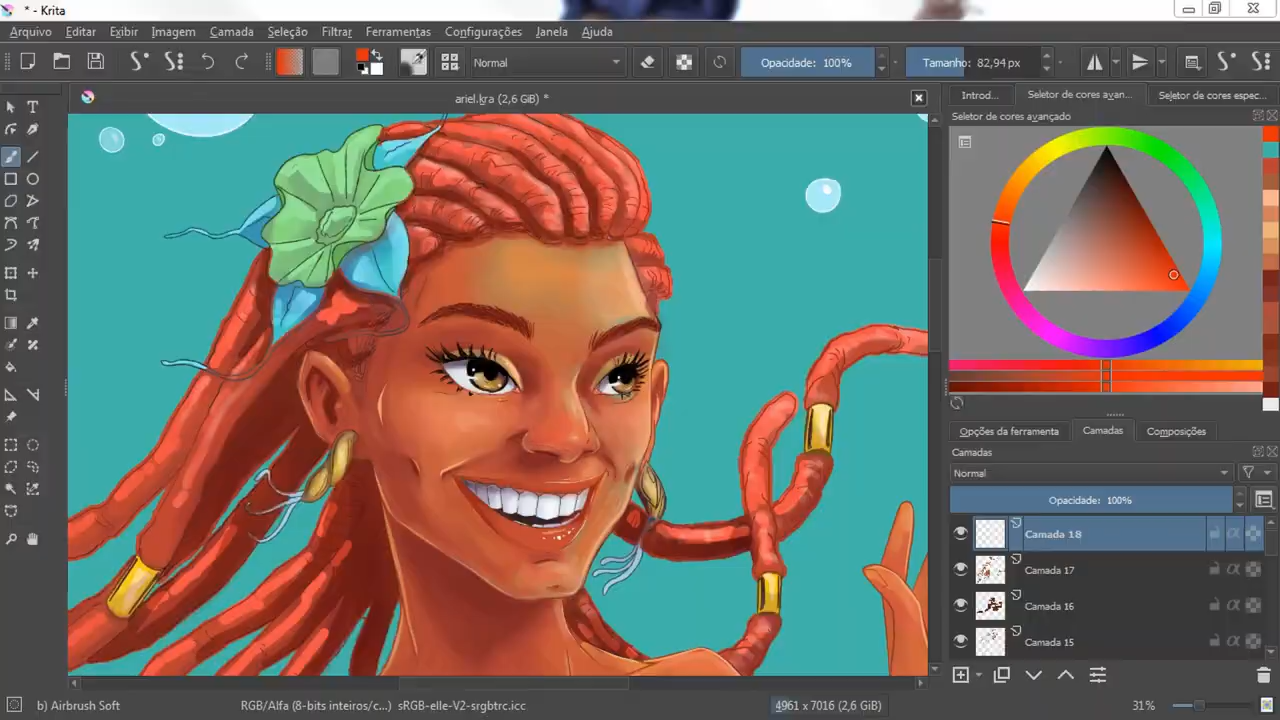 * - Krita
Arquivo Editar Exibir Imagem Camada Seleção Filtrar Ferramentas Configurações Janela Ajuda
Normal Opacidade: 100% Tamanho: 82,94 px
ariel.kra (2,6 GiB) *
Introd... Seletor de cores avan... Seletor de cores espec...
Seletor de cores avançado
Opções da ferramenta Camadas Composições
Camadas
Normal
Opacidade: 100%
Camada 18
Camada 17
Camada 16
Camada 15
b) Airbrush Soft RGB/Alfa (8-bits inteiros/c...) sRGB-elle-V2-srgbtrc.icc 4961 x 7016 (2,6 GiB) 31%